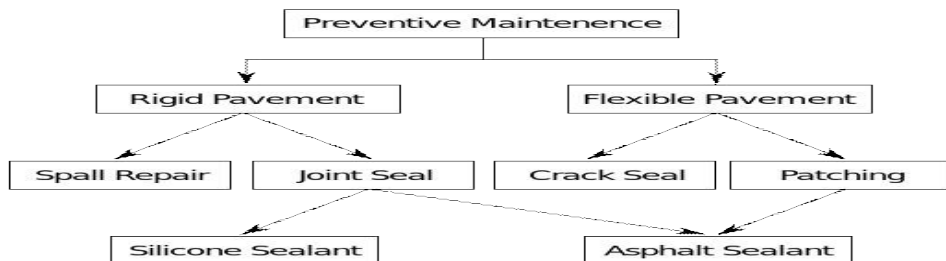 Preventive Maintenence
Rigid Pavement
Flexible Pavement
Spall Repair
Joint Seal
Crack Seal
Patching
Silicone Sealant
Asphalt Sealant